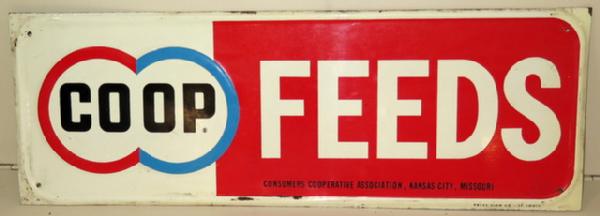 COOP FEEDS
CONSUMERS COOPERATIVE ASSOCIATION, KANSAS CITY, MISSOURI